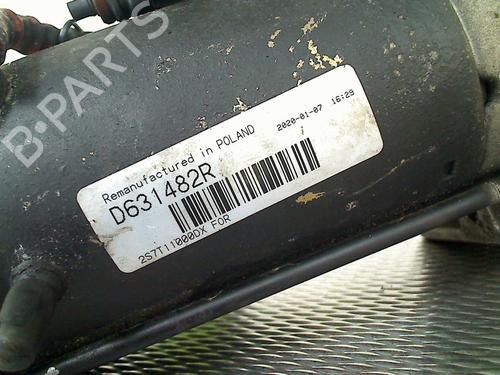 B-PARTS
Remanufactured in POLAND
2020-01-07 16:29
D631482R
2S7T11000DX FOR